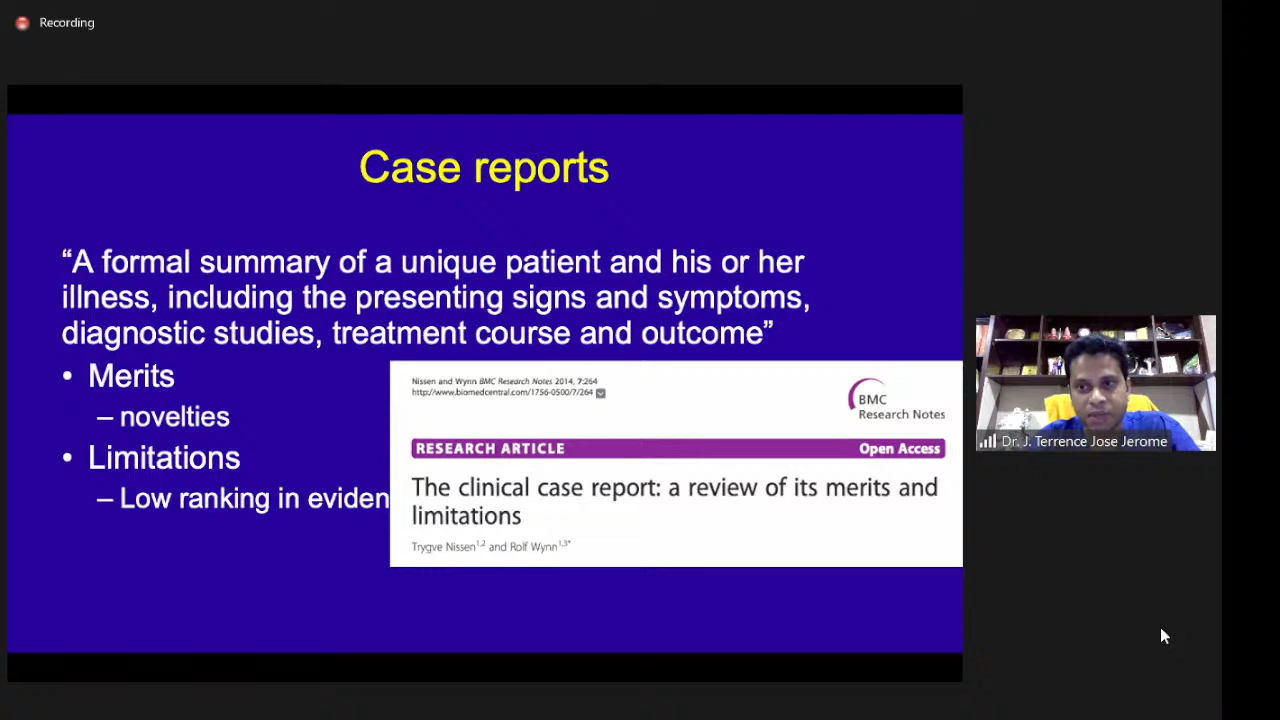 Recording
Case reports
“A formal summary of a unique patient and his or her
illness, including the presenting signs and symptoms,
diagnostic studies, treatment course and outcome”
• Merits
– novelties
• Limitations
– Low ranking in eviden
Nissen and Wynn BMC Research Notes 2014, 7:264
http://www.biomedcentral.com/1756-0500/7/264
BMC
Research Notes
RESEARCH ARTICLE Open Access
The clinical case report: a review of its merits and
limitations
Trygve Nissen1,2 and Rolf Wynn1,3*
Dr. J. Terrence Jose Jerome